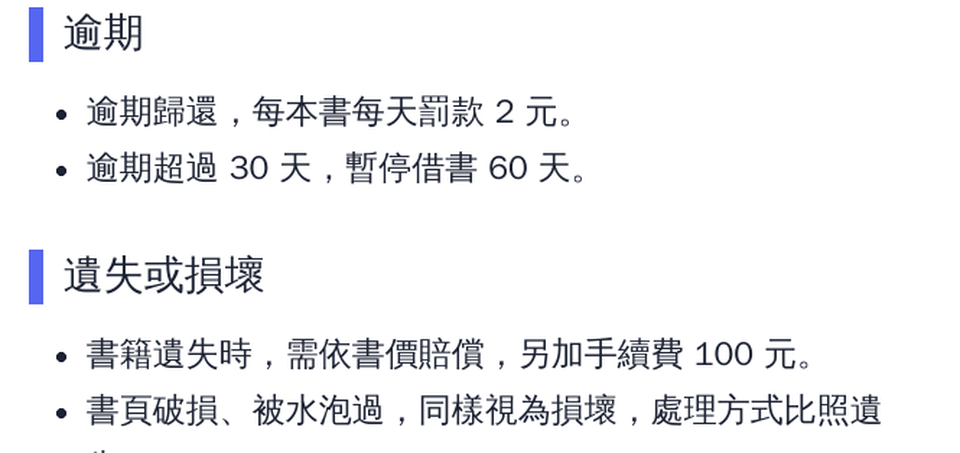 逾期
• 逾期歸還，每本書每天罰款 2 元。
• 逾期超過 30 天，暫停借書 60 天。
遺失或損壞
• 書籍遺失時，需依書價賠償，另加手續費 100 元。
• 書頁破損、被水泡過，同樣視為損壞，處理方式比照遺